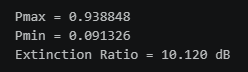 Pmax = 0.938848
Pmin = 0.091326
Extinction Ratio = 10.120 dB